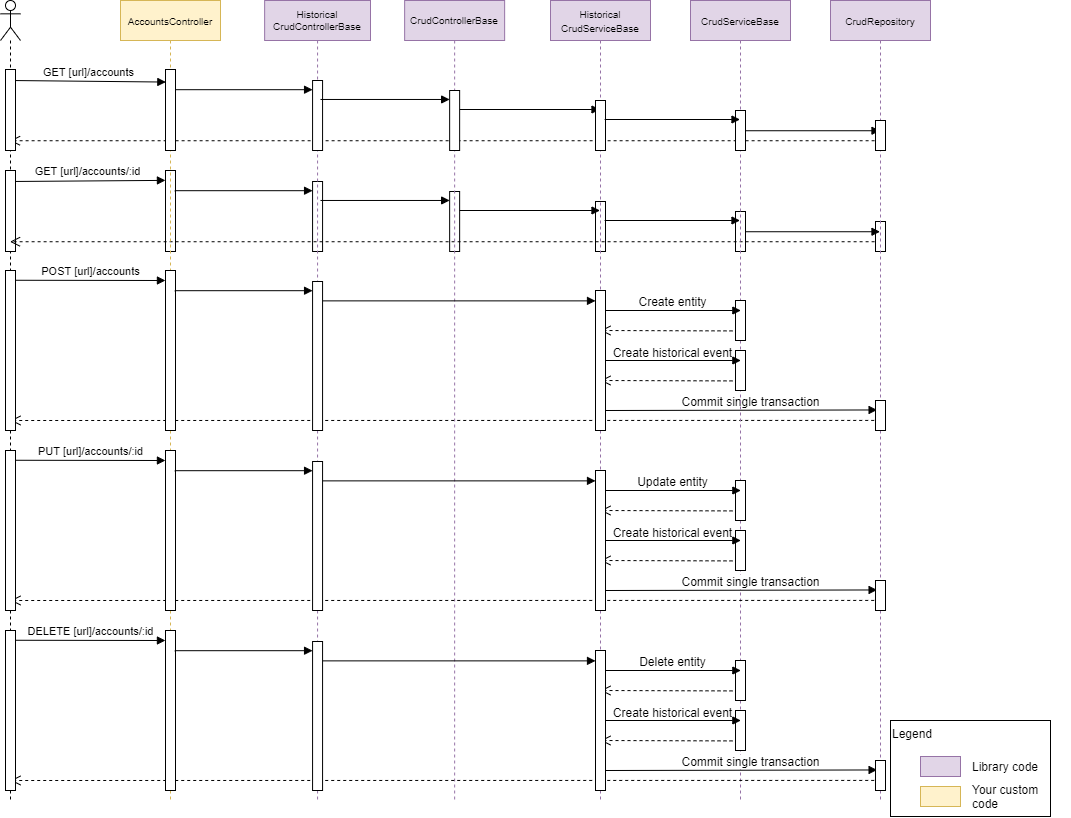 AccountsController
Historical
CrudControllerBase
CrudControllerBase
Historical
CrudServiceBase
CrudServiceBase
CrudRepository
GET [url]/accounts
GET [url]/accounts/:id
POST [url]/accounts
Create entity
Create historical event
Commit single transaction
PUT [url]/accounts/:id
Update entity
Create historical event
Commit single transaction
DELETE [url]/accounts/:id
Delete entity
Create historical event
Commit single transaction
Legend
Library code
Your custom
code